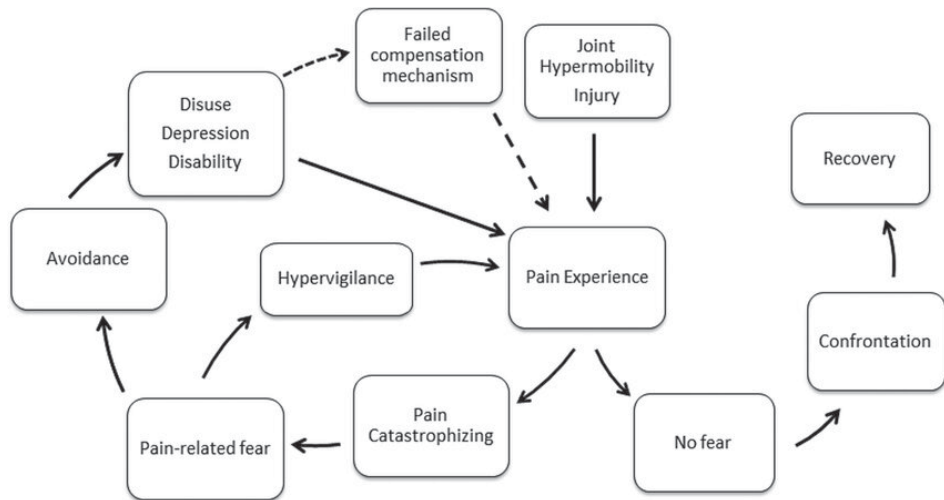 Failed
compensation
mechanism
Joint
Hypermobility
Injury
Disuse
Depression
Disability
Recovery
Avoidance
Hypervigilance
Pain Experience
Confrontation
Pain-related fear
Pain
Catastrophizing
No fear